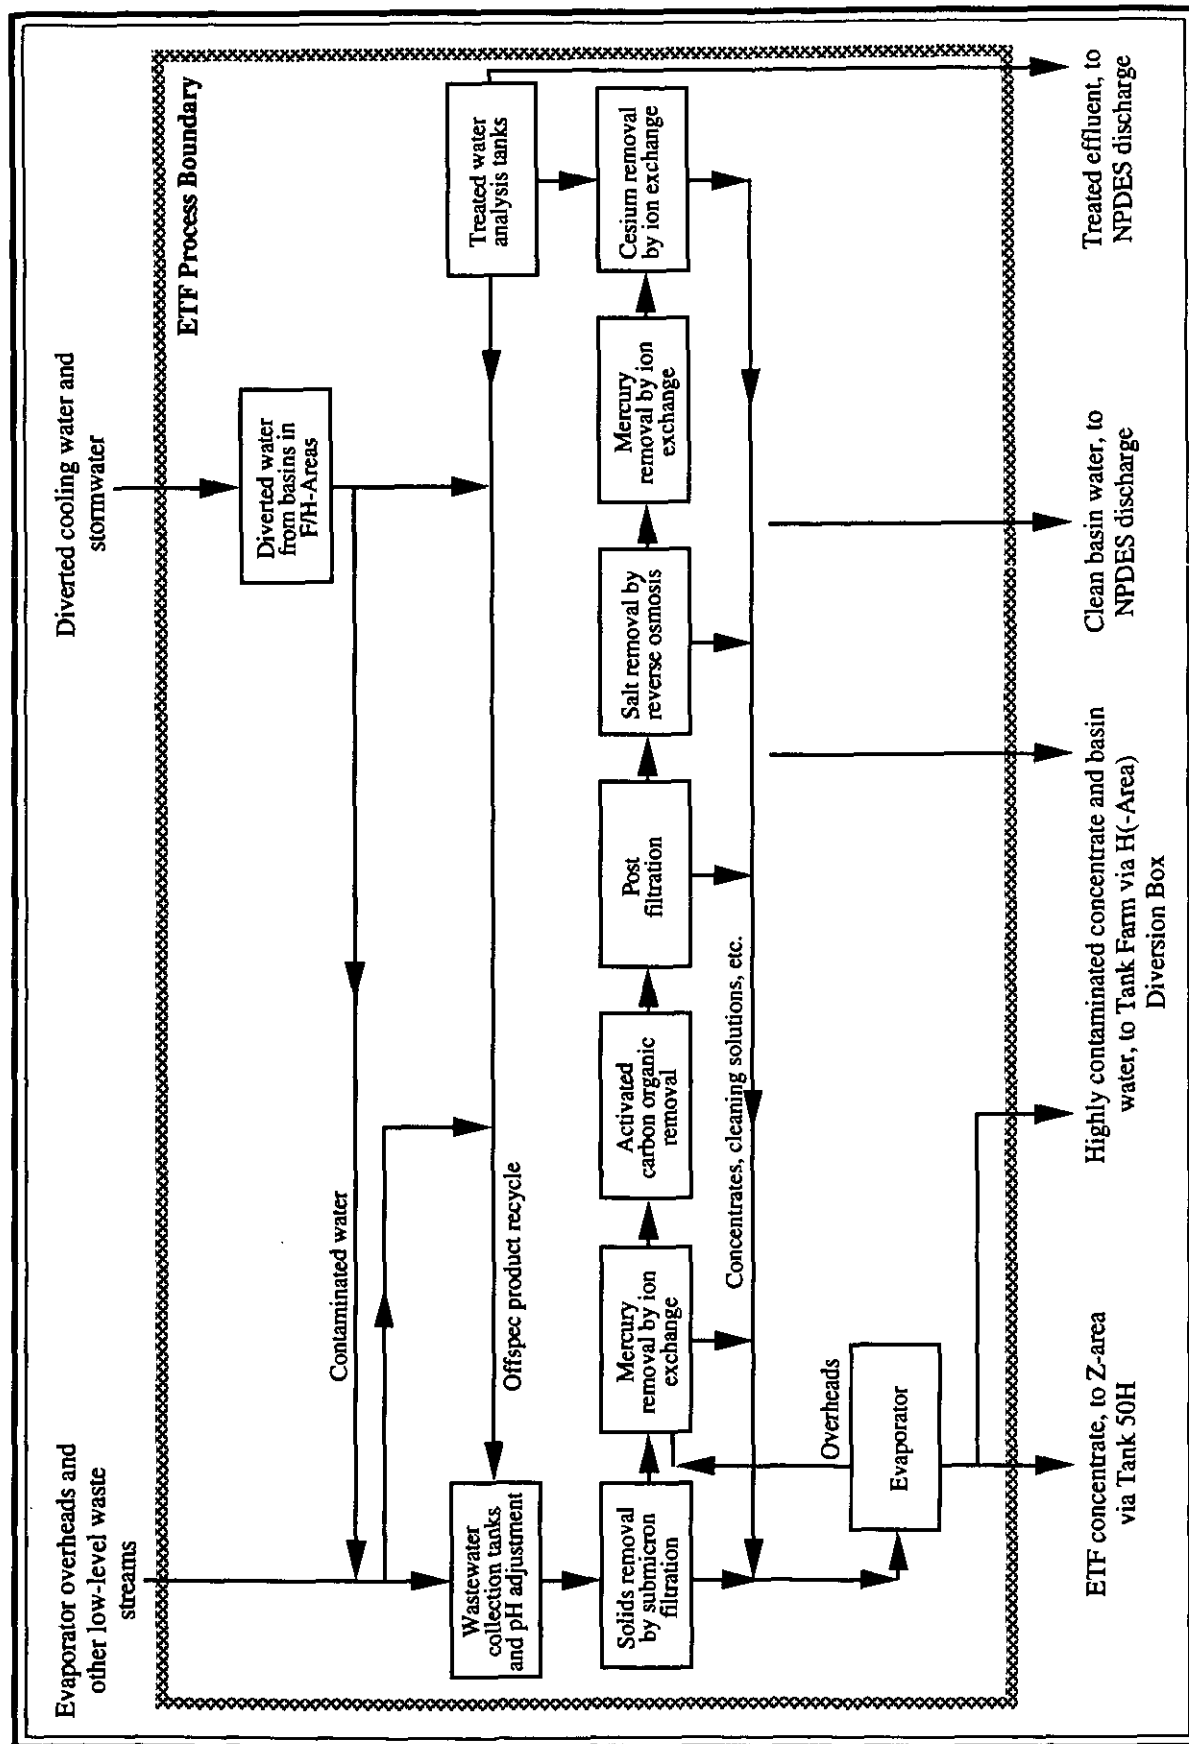 Evaporator overheads and
other low-level waste
streams
Diverted cooling water and
stormwater
ETF Process Boundary
Diverted water
from basins in
F/H-Areas
Contaminated water
Offspec product recycle
Wastewater
collection tanks
and pH adjustment
Treated water
analysis tanks
Solids removal
by submicron
filtration
Mercury
removal by ion
exchange
Activated
carbon organic
removal
Post
filtration
Salt removal by
reverse osmosis
Mercury
removal by ion
exchange
Cesium removal
by ion exchange
Concentrates, cleaning solutions, etc.
Overheads
Evaporator
ETF concentrate, to Z-area
via Tank 50H
Highly contaminated concentrate and basin
water, to Tank Farm via H(-Area)
Diversion Box
Clean basin water, to
NPDES discharge
Treated effluent, to
NPDES discharge